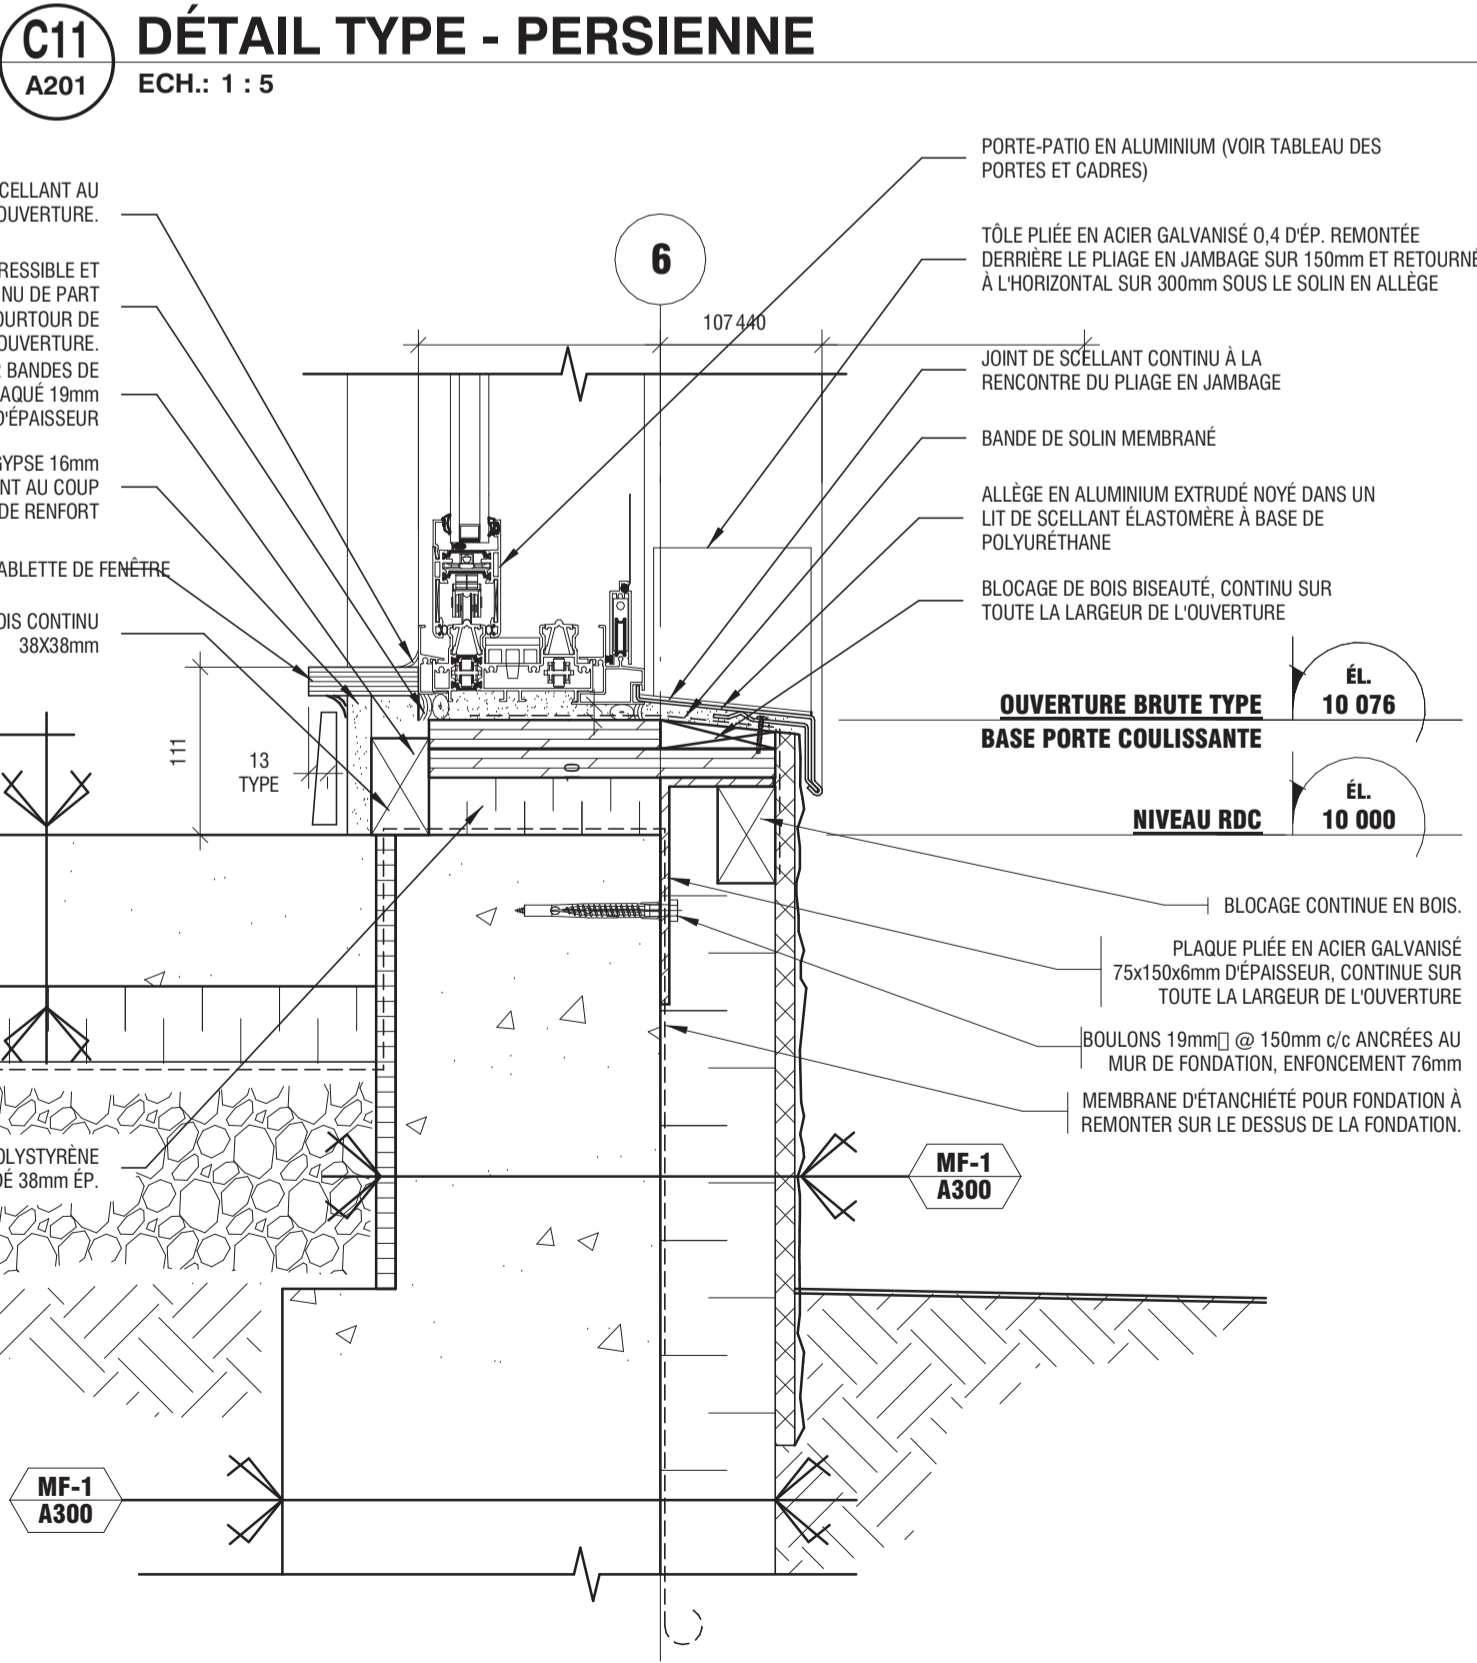 C11
A201
DÉTAIL TYPE - PERSIENNE
ECH.: 1 : 5
CELLANT AU
OUVERTURE.
RESSIBLE ET
NU DE PART
OURTOUR DE
OUVERTURE.
BANDES DE
AQUÉ 19mm
D'ÉPAISSEUR
GYPSE 16mm
NT AU COUP
DE RENFORT
ABLETTE DE FENÊTRE
OIS CONTINU
38X38mm
OLYSTYRÈNE
DÉ 38mm ÉP.
6
107 440
111
13
TYPE
PORTE-PATIO EN ALUMINIUM (VOIR TABLEAU DES
PORTES ET CADRES)
TÔLE PLIÉE EN ACIER GALVANISÉ 0,4 D'ÉP. REMONTÉE
DERRIÈRE LE PLIAGE EN JAMBAGE SUR 150mm ET RETOURNÉ
À L'HORIZONTAL SUR 300mm SOUS LE SOLIN EN ALLÈGE
JOINT DE SCELLANT CONTINU À LA
RENCONTRE DU PLIAGE EN JAMBAGE
BANDE DE SOLIN MEMBRANÉ
ALLÈGE EN ALUMINIUM EXTRUDÉ NOYÉ DANS UN
LIT DE SCELLANT ÉLASTOMÈRE À BASE DE
POLYURÉTHANE
BLOCAGE DE BOIS BISEAUTÉ, CONTINU SUR
TOUTE LA LARGEUR DE L'OUVERTURE
OUVERTURE BRUTE TYPE
BASE PORTE COULISSANTE
ÉL.
10 076
NIVEAU RDC
ÉL.
10 000
BLOCAGE CONTINUE EN BOIS.
PLAQUE PLIÉE EN ACIER GALVANISÉ
75x150x6mm D'ÉPAISSEUR, CONTINUE SUR
TOUTE LA LARGEUR DE L'OUVERTURE
BOULONS 19mm▯ @ 150mm c/c ANCRÉES AU
MUR DE FONDATION, ENFONCEMENT 76mm
MEMBRANE D'ÉTANCHIÉTÉ POUR FONDATION À
REMONTER SUR LE DESSUS DE LA FONDATION.
MF-1
A300
MF-1
A300